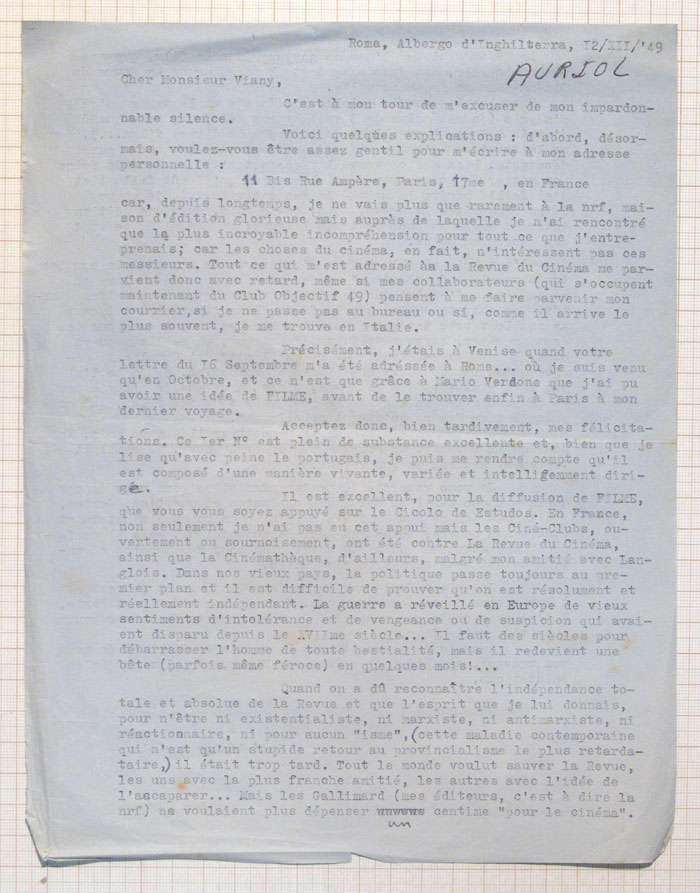 Roma, Albergo d'Inghilterra, I2/XII/'49
AURIOL
Cher Monsieur Viany,
C'est à mon tour de m'excuser de mon impardon-
nable silence.
Voici quelques explications : d'abord, désor-
mais, voulez-vous être assez gentil pour m'écrire à mon adresse
personnelle :
11 Bis Rue Ampère, Paris, 17me , en France
car, depuis longtemps, je ne vais plus que rarement à la nrf, mai-
son d'édition glorieuse mais auprès de laquelle je n'ai rencontré
que la plus incroyable incompréhension pour tout ce que j'entre-
prenais; car les choses du cinéma, en fait, n'intéressent pas ces
messieurs. Tout ce qui m'est adressé àa la Revue du Cinéma me par-
vient donc avec retard, même si mes collaborateurs (qui s'occupent
maintenant du Club Objectif 49) pensent à me faire parvenir mon
courrier,si je ne passe pas au bureau ou si, comme il arrive le
plus souvent, je me trouve en Italie.
Précisément, j'étais à Venise quand votre
lettre du I6 Septembre m'a été adréssée à Rome... où je suis venu
qu'en Octobre, et ce n'est que grâce à Mario Verdone que j'ai pu
avoir une idée de FILME, avant de le trouver enfin à Paris à mon
dernier voyage.
Acceptez donc, bien tardivement, mes félicita-
tions. Ce Ier N° est plein de substance excellente et, bien que je
lise qu'avec peine le portugais, je puis me rendre compte qu'il
est composé d'une manière vivante, variée et intelligemment diri-
gée.
Il est excellent, pour la diffusion de FILME,
que vous vous soyez appuyé sur le Cicolo de Estudos. En France,
non seulement je n'ai pas eu cet appui mais les Ciné-Clubs, ou-
vertement ou sournoisement, ont été contre La Revue du Cinéma,
ainsi que la Cinémathèque, d'ailleurs, malgré mon amitié avec Lan-
glois. Dans nos vieux pays, la politique passe toujours au pre-
mier plan et il est difficile de prouver qu'on est résolument et
réellement indépendant. La guerre a réveillé en Europe de vieux
sentiments d'intolérance et de vengeance ou de suspicion qui avai-
ent disparu depuis le XVIIme siècle... Il faut des siècles pour
débarrasser l'homme de toute bestialité, mais il redevient une
bête (parfois même féroce) en quelques mois!...
Quand on a dû reconnaître l'indépendance to-
tale et absolue de la Revue et que l'esprit que je lui donnais,
pour n'être ni existentialiste, ni marxiste, ni antimarxiste, ni
réactionnaire, ni pour aucun "isme", (cette maladie contemporaine
qui n'est qu'un stupide retour au provincialisme le plus retarda-
taire,) il était trop tard. Tout le monde voulut sauver la Revue,
les uns avec la plus franche amitié, les autres avec l'idée de
l'ancaparer... Mais les Gallimard (mes éditeurs, c'est à dire la
nrf) ne voulaient plus dépenser centime "pour le cinéma".
un